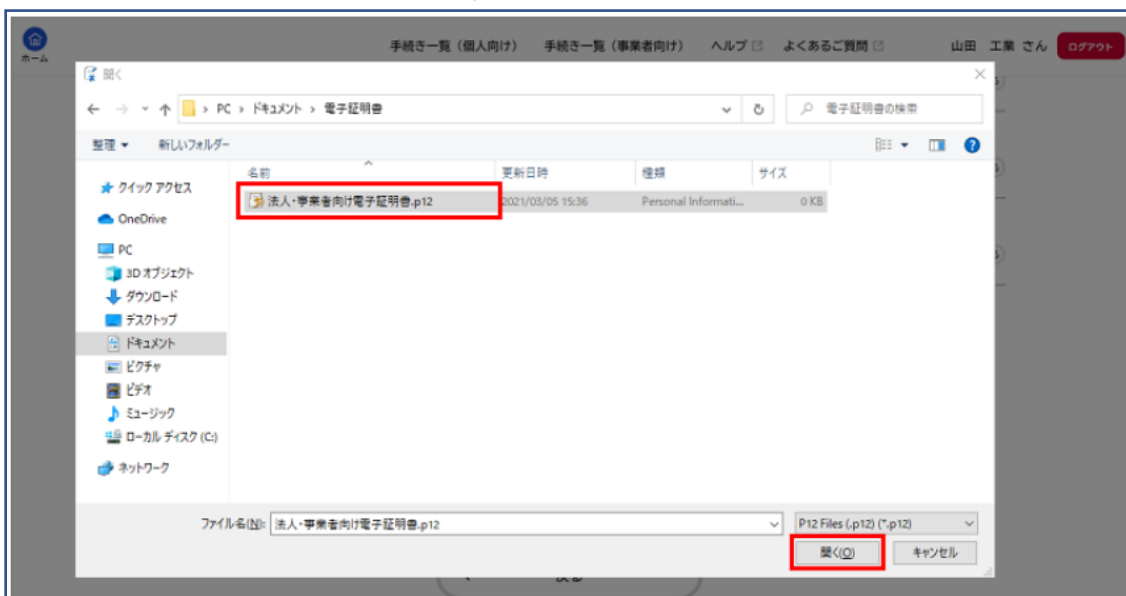 ホーム 手続き一覧（個人向け） 手続き一覧（事業者向け） ヘルプ よくあるご質問 山田 工業 さん ログアウト
開く
PC › ドキュメント › 電子証明書 電子証明書の検索
整理 新しいフォルダー
名前 更新日時 種類 サイズ
法人・事業者向け電子証明書.p12 2021/03/05 15:36 Personal Informati... 0 KB
クイック アクセス
OneDrive
PC
3D オブジェクト
ダウンロード
デスクトップ
ドキュメント
ピクチャ
ビデオ
ミュージック
ローカル ディスク (C:)
ネットワーク
ファイル名(N): 法人・事業者向け電子証明書.p12 P12 Files (.p12) (*.p12)
開く(O) キャンセル
戻る